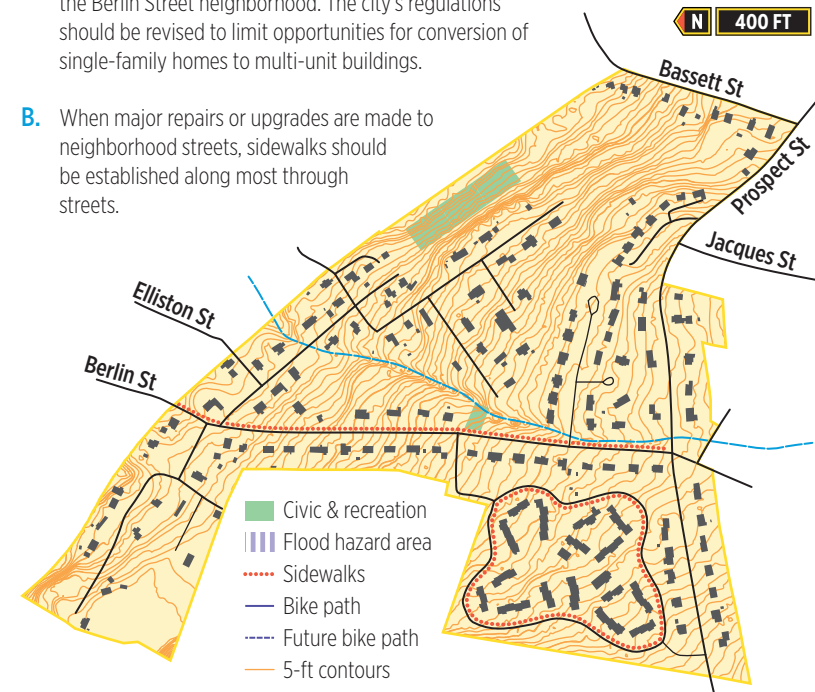 the Berlin Street neighborhood. The city's regulations
should be revised to limit opportunities for conversion of
single-family homes to multi-unit buildings.
B. When major repairs or upgrades are made to
neighborhood streets, sidewalks should
be established along most through
streets.
N 400 FT
Bassett St
Prospect St
Jacques St
Elliston St
Berlin St
Civic & recreation
Flood hazard area
Sidewalks
Bike path
Future bike path
5-ft contours